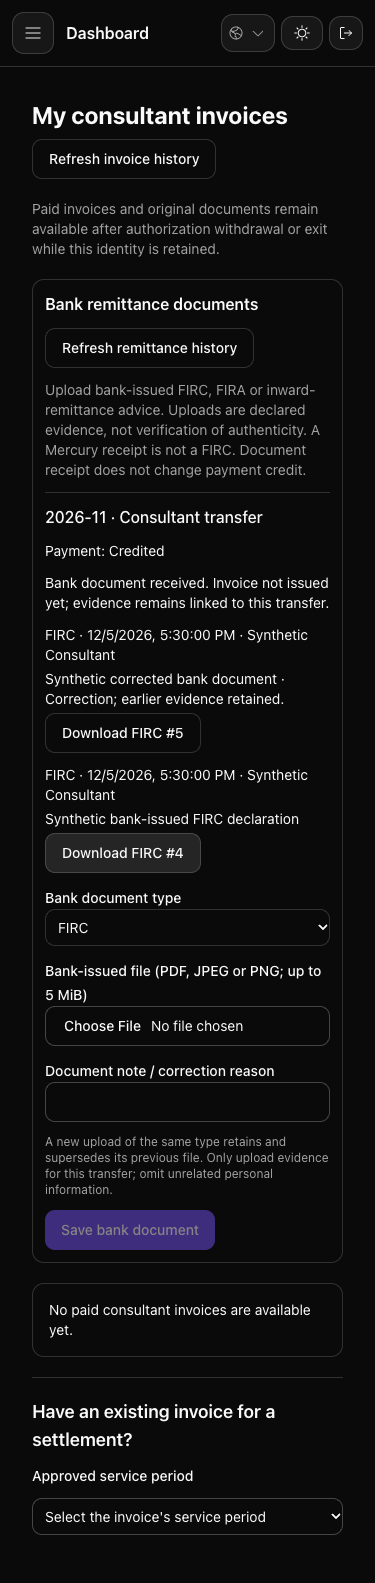 Dashboard
My consultant invoices
Refresh invoice history
Paid invoices and original documents remain
available after authorization withdrawal or exit
while this identity is retained.
Bank remittance documents
Refresh remittance history
Upload bank-issued FIRC, FIRA or inward-
remittance advice. Uploads are declared
evidence, not verification of authenticity. A
Mercury receipt is not a FIRC. Document
receipt does not change payment credit.
2026-11 · Consultant transfer
Payment: Credited
Bank document received. Invoice not issued
yet; evidence remains linked to this transfer.
FIRC · 12/5/2026, 5:30:00 PM · Synthetic
Consultant
Synthetic corrected bank document ·
Correction; earlier evidence retained.
Download FIRC #5
FIRC · 12/5/2026, 5:30:00 PM · Synthetic
Consultant
Synthetic bank-issued FIRC declaration
Download FIRC #4
Bank document type
FIRC
Bank-issued file (PDF, JPEG or PNG; up to
5 MiB)
Choose File No file chosen
Document note / correction reason
A new upload of the same type retains and
supersedes its previous file. Only upload evidence
for this transfer; omit unrelated personal
information.
Save bank document
No paid consultant invoices are available
yet.
Have an existing invoice for a
settlement?
Approved service period
Select the invoice's service period